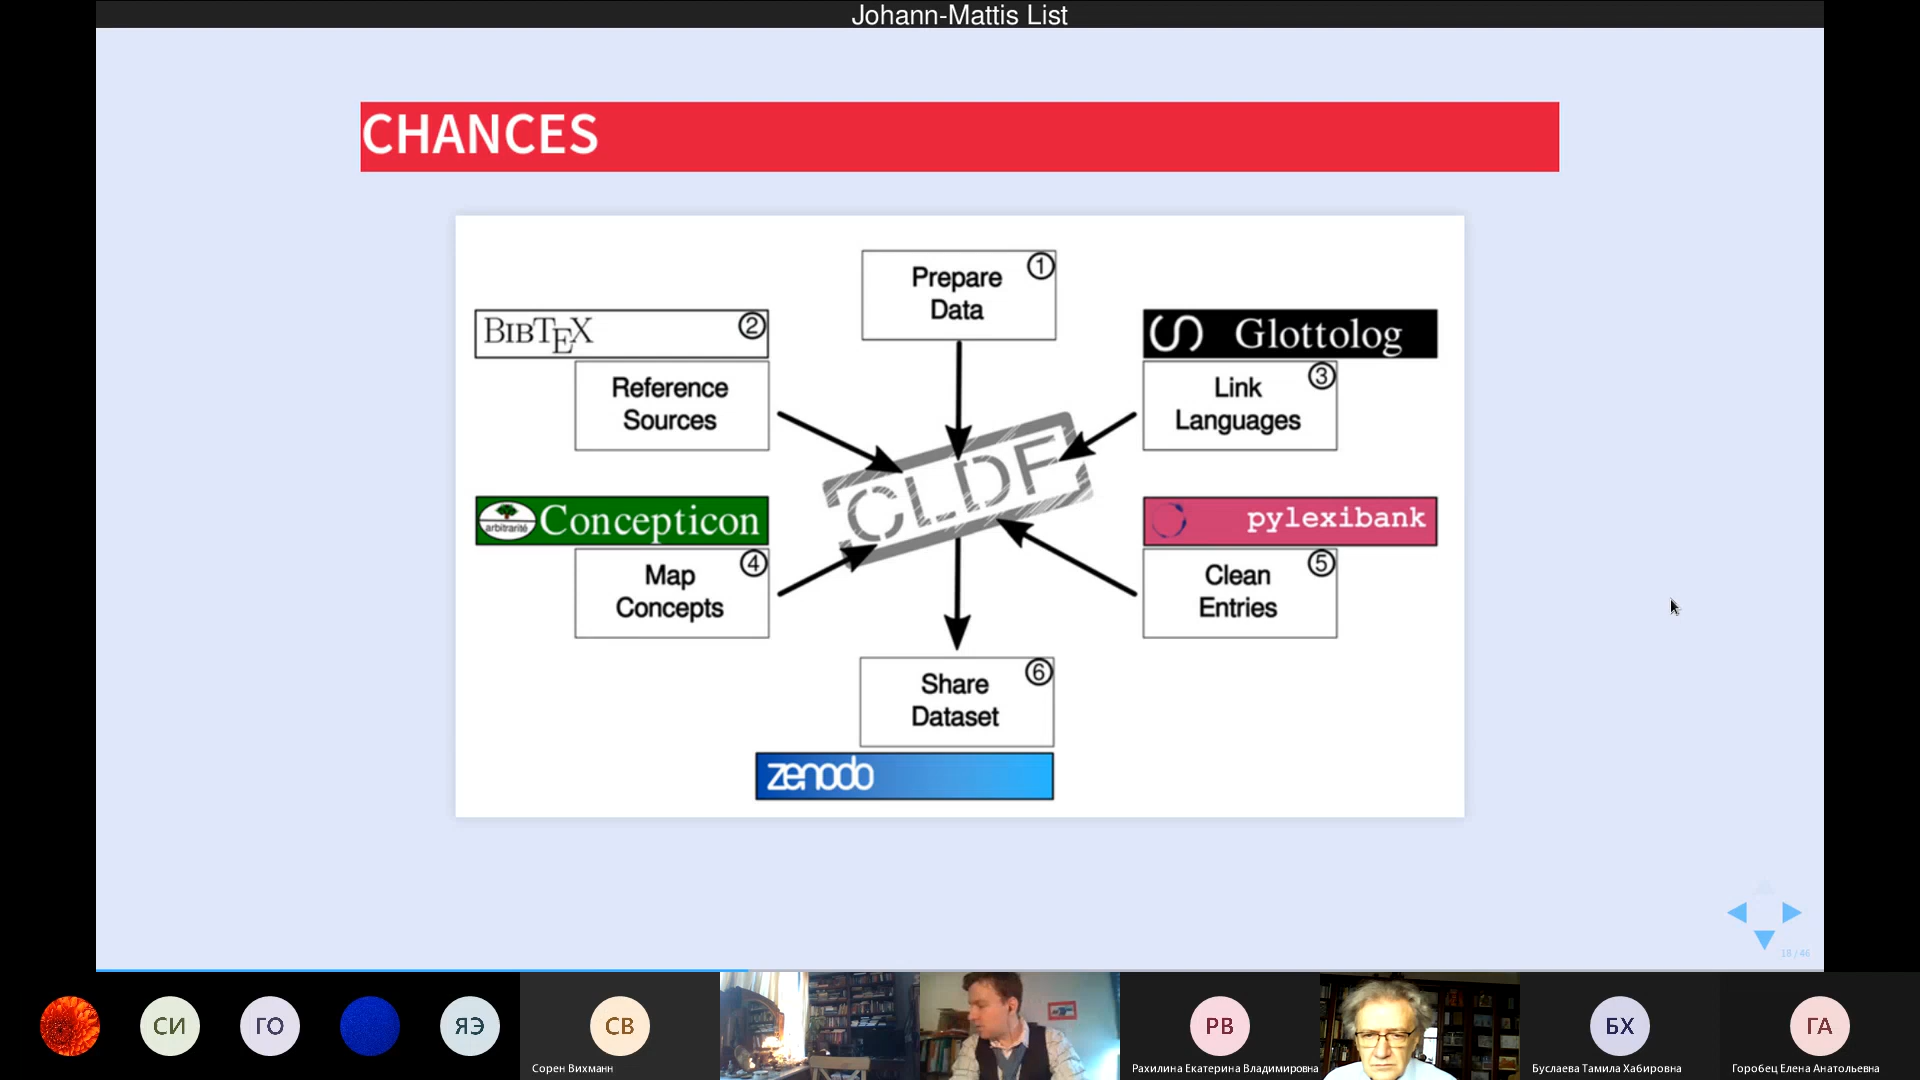 Johann-Mattis List
CHANCES
①
Prepare
Data
BIBTEX
②
Reference
Sources
Glottolog
③
Link
Languages
CLDF
arbitrarité
Concepticon
④
Map
Concepts
pylexibank
⑤
Clean
Entries
⑥
Share
Dataset
zenodo
18 / 46
СИ
ГО
ЯЭ
СВ
Сорен Вихманн
РВ
Рахилина Екатерина Владимировна
БХ
Буслаева Тамила Хабировна
ГА
Горобец Елена Анатольевна